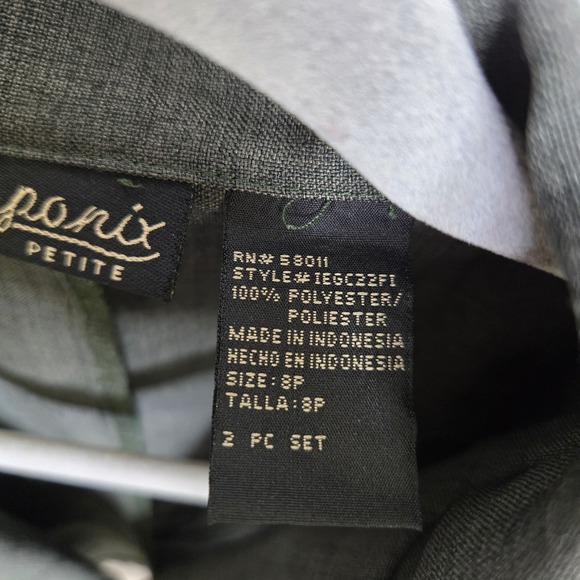 ponix
PETITE
RN# 58011
STYLE# IEGC22FI
100% POLYESTER/
POLIESTER
MADE IN INDONESIA
HECHO EN INDONESIA
SIZE: 8P
TALLA: 8P
2 PC SET